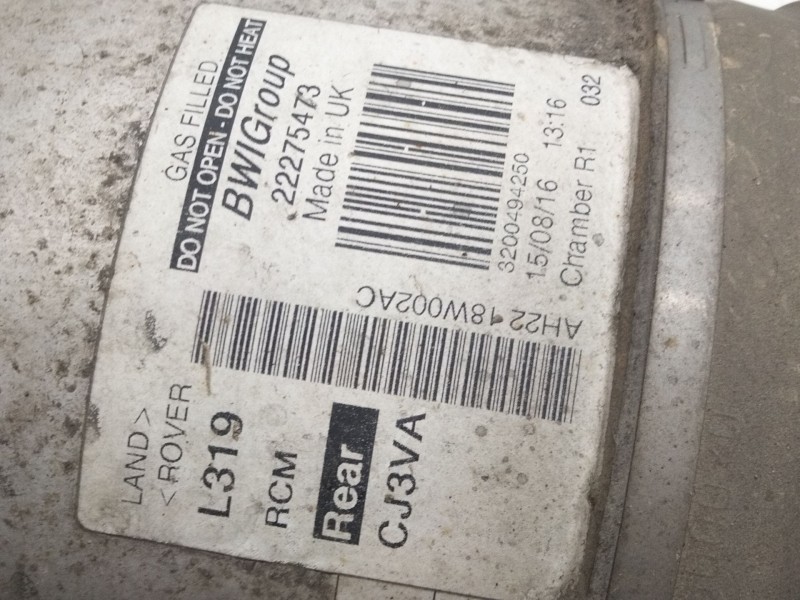 LAND>
<ROVER
L319
RCM
Rear
CJ3VA
AH22 18W002AC
GAS FILLED
DO NOT OPEN - DO NOT HEAT
BWIGroup
22275473
Made in UK
3200494250
15/08/16 13:16
Chamber R1 032